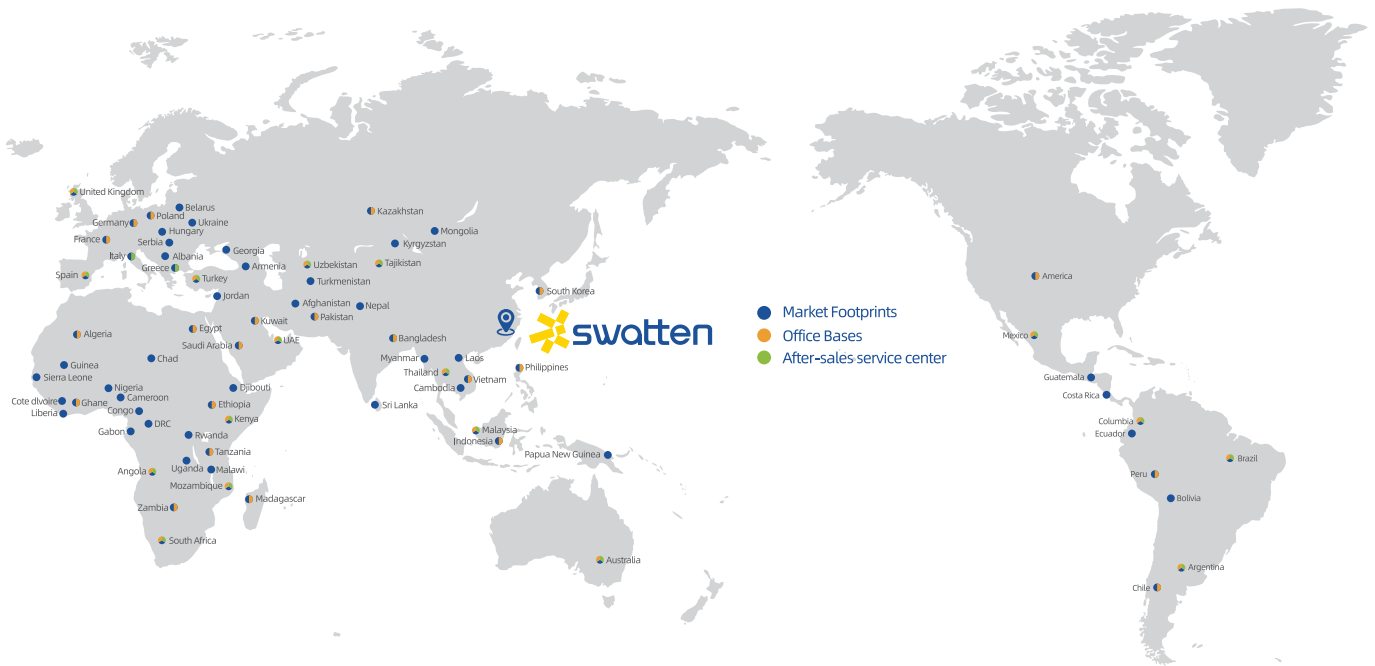 United Kingdom
Belarus
Poland
Germany
Ukraine
Hungary
France
Serbia
Italy
Albania
Greece
Spain
Turkey
Georgia
Armenia
Jordan
Kazakhstan
Mongolia
Kyrgyzstan
Uzbekistan
Tajikistan
Turkmenistan
Afghanistan
Nepal
Pakistan
South Korea
swatten
Market Footprints
Office Bases
After-sales service center
Algeria
Egypt
Kuwait
Saudi Arabia
UAE
Bangladesh
Myanmar
Laos
Thailand
Vietnam
Cambodia
Philippines
Sri Lanka
Guinea
Chad
Sierra Leone
Nigeria
Djibouti
Cote dlvoire
Ghane
Cameroon
Ethiopia
Liberia
Congo
Kenya
DRC
Gabon
Rwanda
Tanzania
Uganda
Malawi
Angola
Mozambique
Madagascar
Zambia
South Africa
Malaysia
Indonesia
Papua New Guinea
Australia
America
Mexico
Guatemala
Costa Rica
Columbia
Ecuador
Brazil
Peru
Bolivia
Argentina
Chile